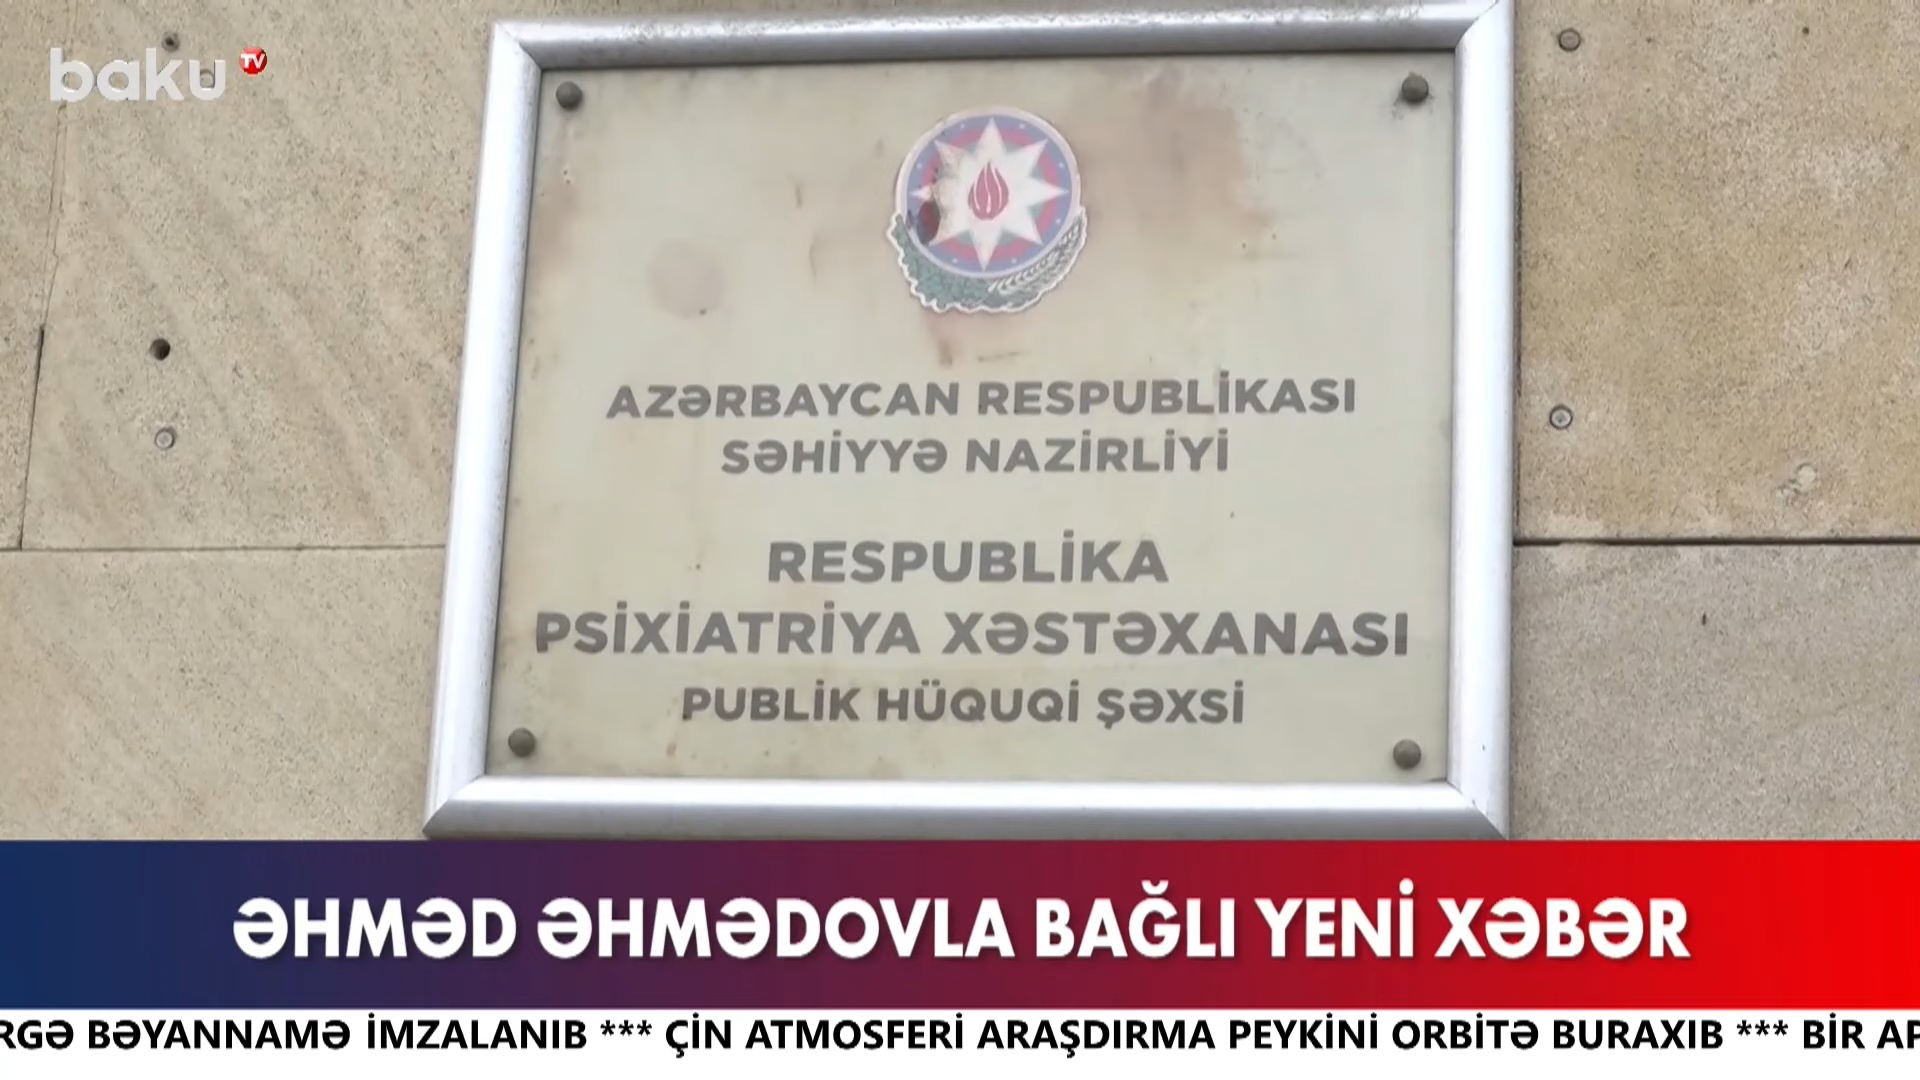 baku TV
AZƏRBAYCAN RESPUBLİKASI
SƏHİYYƏ NAZİRLİYİ
RESPUBLİKA
PSİXİATRİYA XƏSTƏXANASI
PUBLİK HÜQUQİ ŞƏXSİ
ƏHMƏD ƏHMƏDOVLA BAĞLI YENİ XƏBƏR
BƏYANNAMƏ İMZALANIB *** ÇİN ATMOSFERİ ARAŞDIRMA PEYKİNİ ORBİTƏ BURAXIB *** BİR